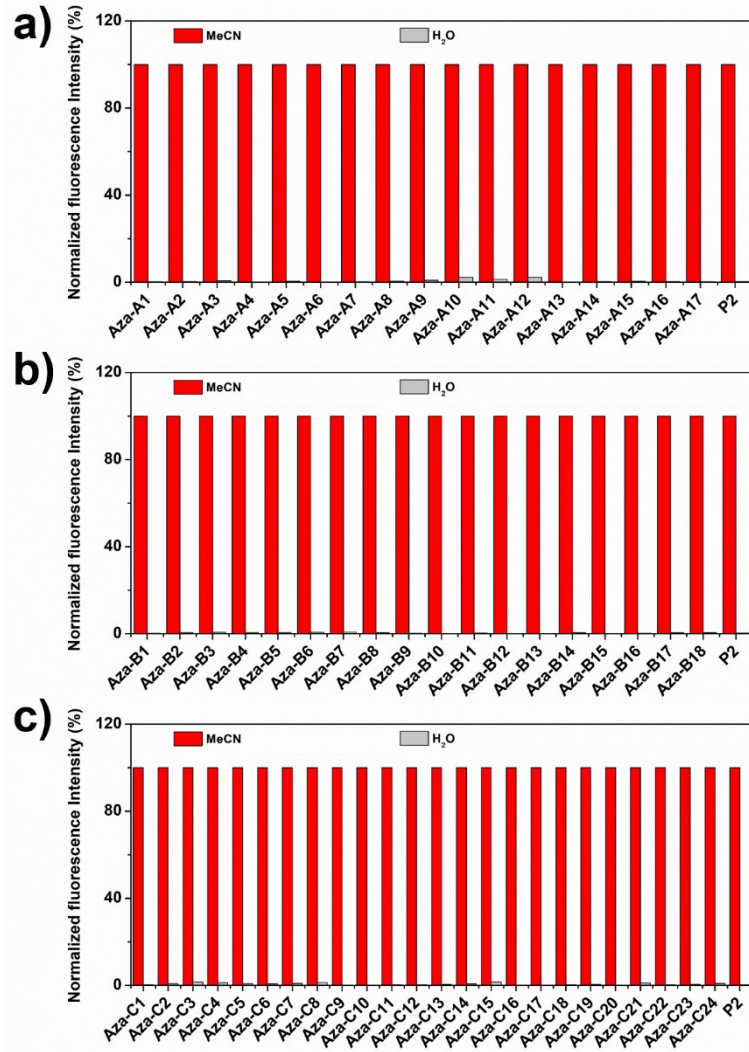 a)
Normalized fluorescence Intensity (%)
120
80
40
0
MeCN
H₂O
Aza-A1
Aza-A2
Aza-A3
Aza-A4
Aza-A5
Aza-A6
Aza-A7
Aza-A8
Aza-A9
Aza-A10
Aza-A11
Aza-A12
Aza-A13
Aza-A14
Aza-A15
Aza-A16
Aza-A17
P2
b)
Normalized fluorescence Intensity (%)
120
80
40
0
MeCN
H₂O
Aza-B1
Aza-B2
Aza-B3
Aza-B4
Aza-B5
Aza-B6
Aza-B7
Aza-B8
Aza-B9
Aza-B10
Aza-B11
Aza-B12
Aza-B13
Aza-B14
Aza-B15
Aza-B16
Aza-B17
Aza-B18
P2
c)
Normalized fluorescence Intensity (%)
120
80
40
0
MeCN
H₂O
Aza-C1
Aza-C2
Aza-C3
Aza-C4
Aza-C5
Aza-C6
Aza-C7
Aza-C8
Aza-C9
Aza-C10
Aza-C11
Aza-C12
Aza-C13
Aza-C14
Aza-C15
Aza-C16
Aza-C17
Aza-C18
Aza-C19
Aza-C20
Aza-C21
Aza-C22
Aza-C23
Aza-C24
P2